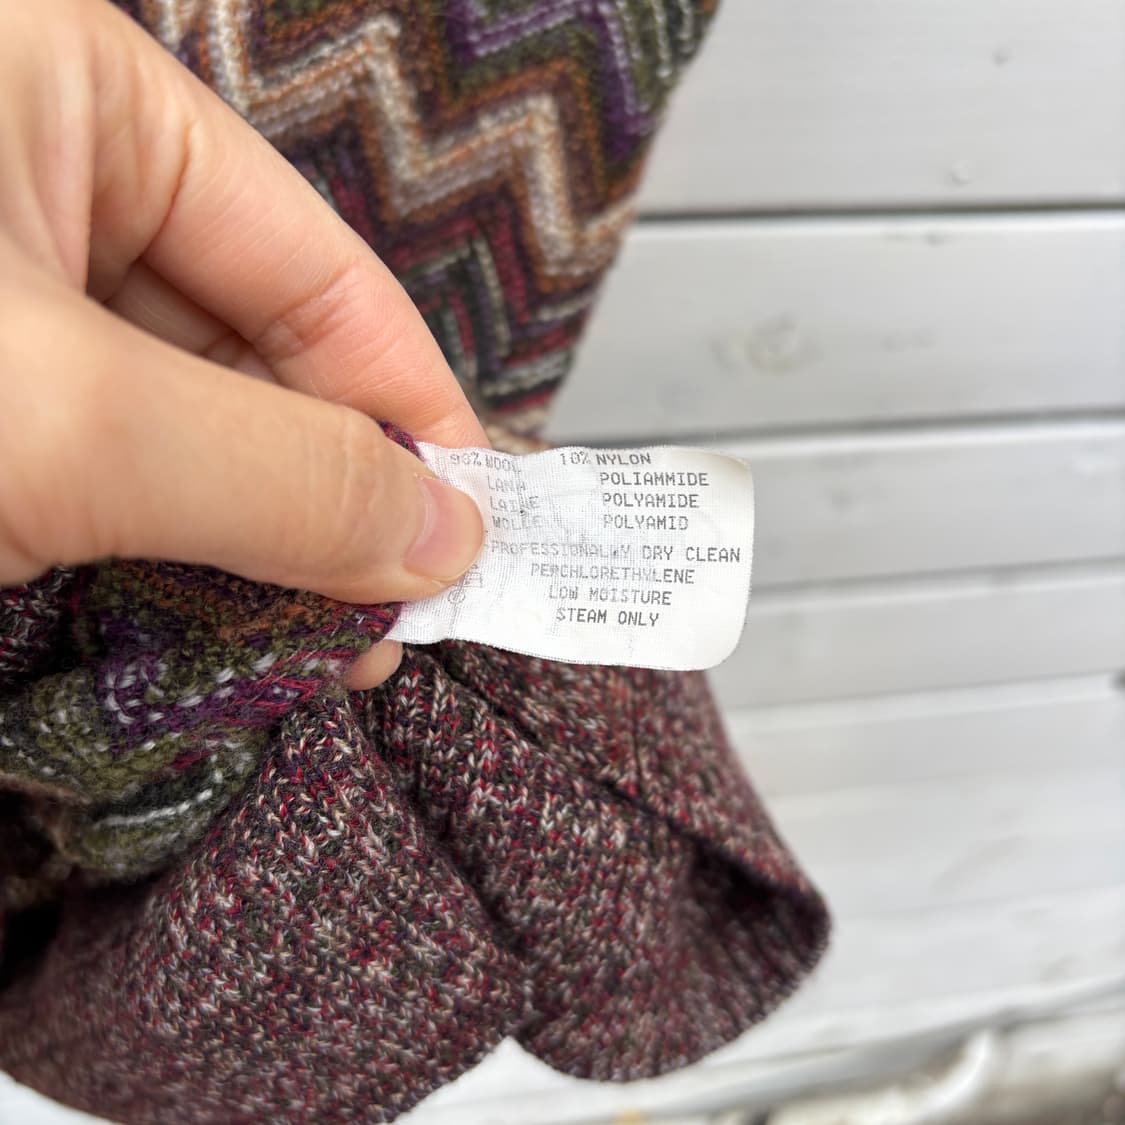 90% WOOL 10% NYLON
LANA POLIAMMIDE
LAINE POLYAMIDE
WOLLE POLYAMID
PROFESSIONALLY DRY CLEAN
PERCHLORETHYLENE
LOW MOISTURE
STEAM ONLY